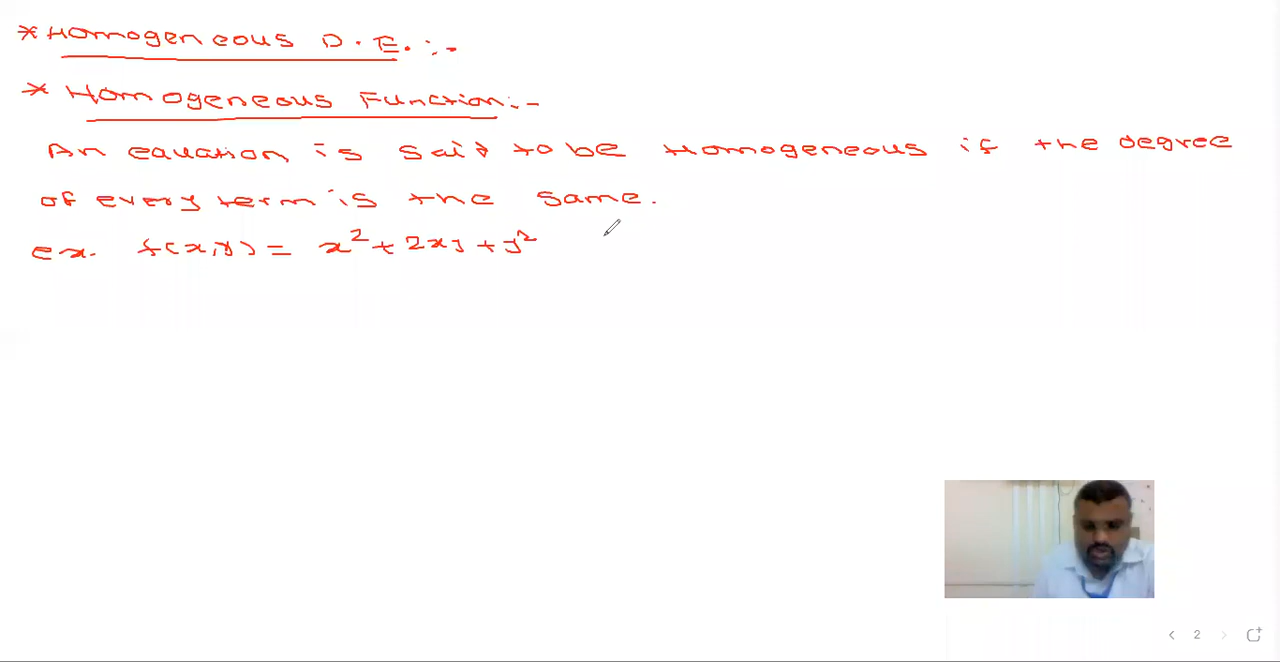 * Homogeneous D.E. :-
* Homogeneous Function :-
An equation is said to be Homogeneous if the degree
of every term is the same.
ex. f(x,y) = x² + 2xy + y²
2